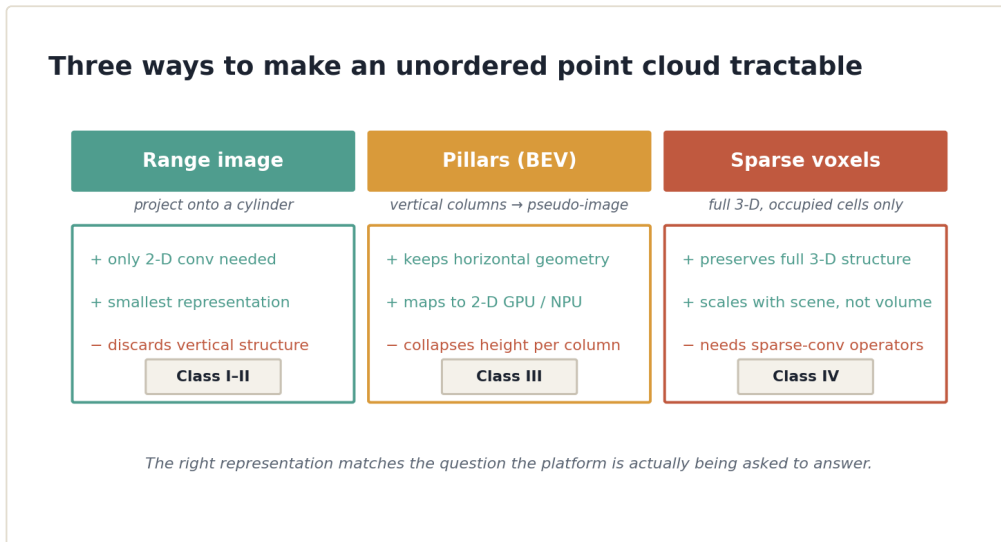 Three ways to make an unordered point cloud tractable
Range image
project onto a cylinder
+ only 2-D conv needed
+ smallest representation
− discards vertical structure
Class I–II
Pillars (BEV)
vertical columns → pseudo-image
+ keeps horizontal geometry
+ maps to 2-D GPU / NPU
− collapses height per column
Class III
Sparse voxels
full 3-D, occupied cells only
+ preserves full 3-D structure
+ scales with scene, not volume
− needs sparse-conv operators
Class IV
The right representation matches the question the platform is actually being asked to answer.